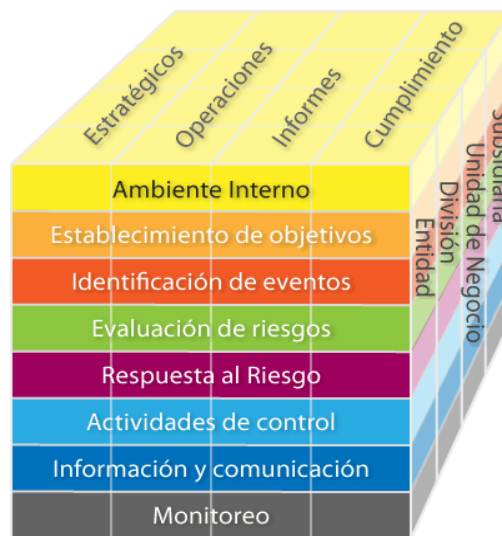 Estratégicos
Operaciones
Informes
Cumplimiento
Ambiente Interno
Establecimiento de objetivos
Identificación de eventos
Evaluación de riesgos
Respuesta al Riesgo
Actividades de control
Información y comunicación
Monitoreo
Entidad
División
Unidad de Negocio
Subsidiaria